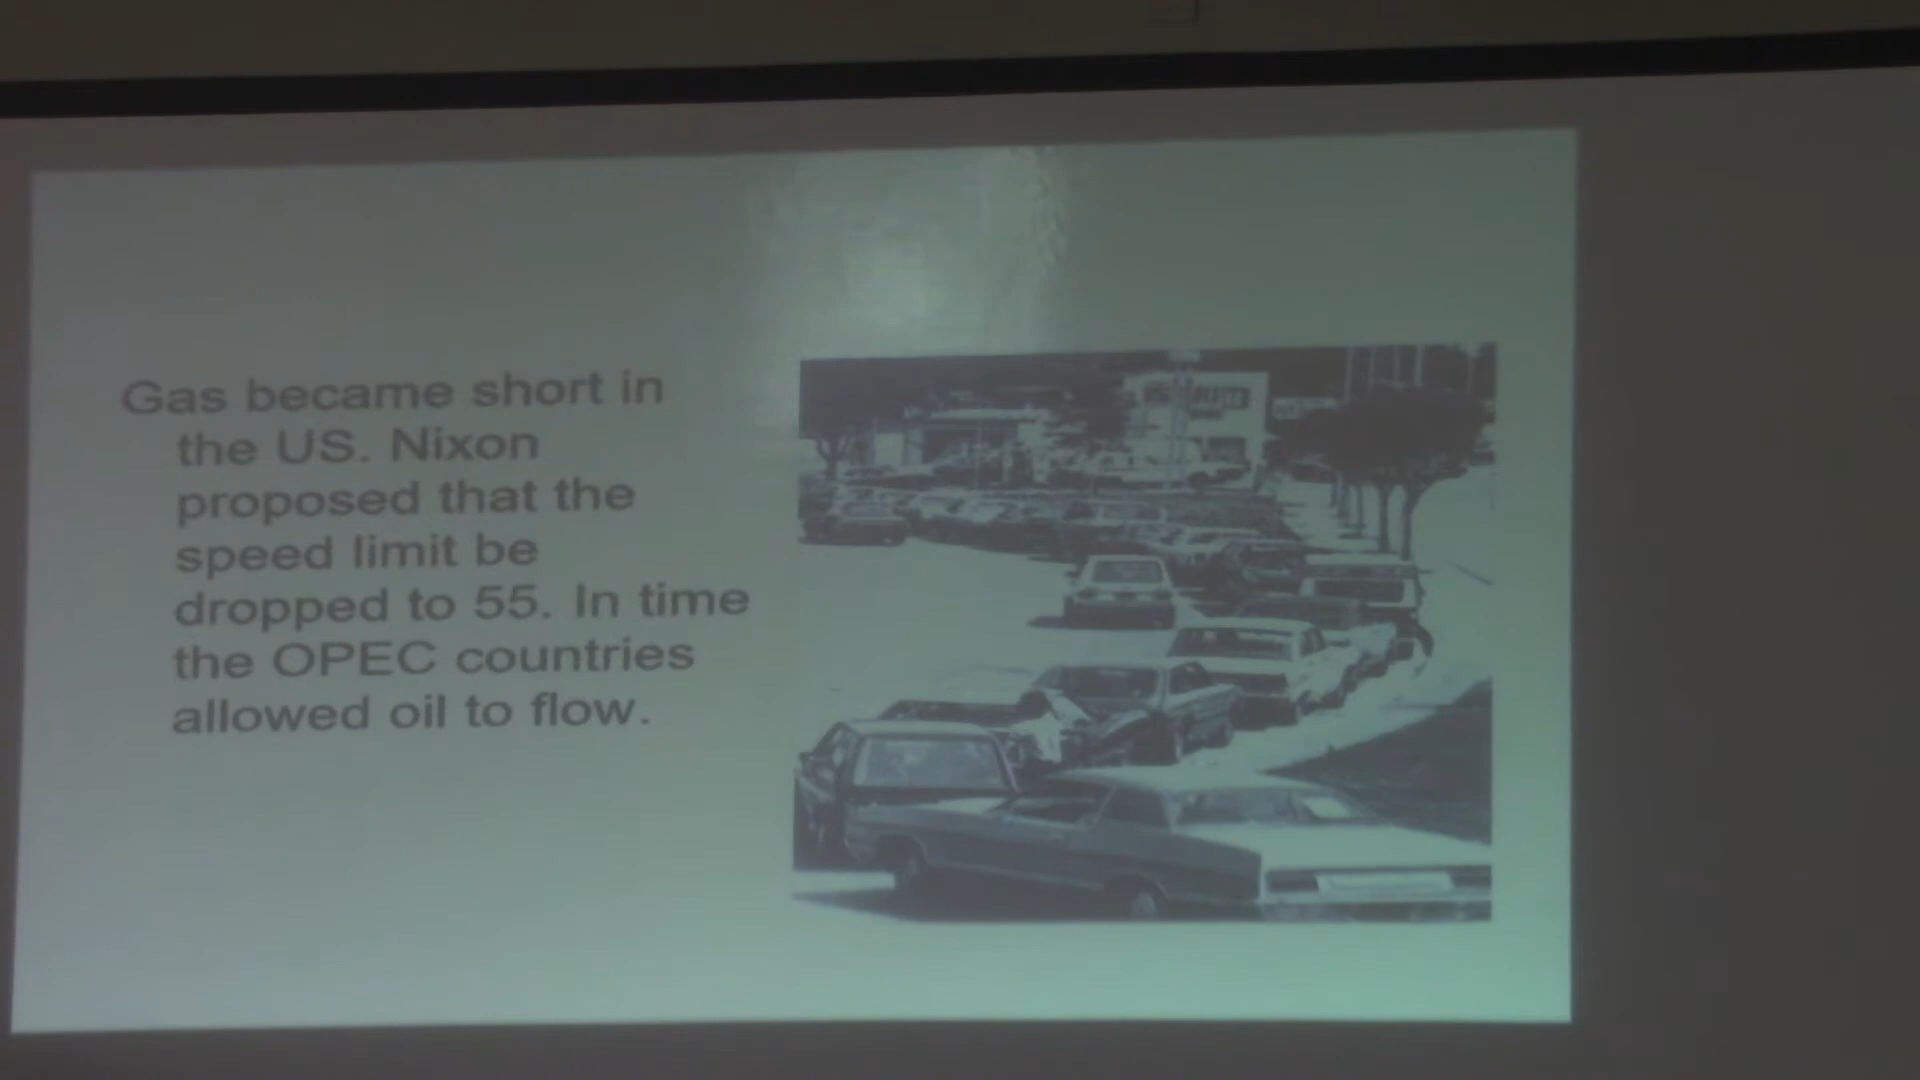 Gas became short in
the US. Nixon
proposed that the
speed limit be
dropped to 55. In time
the OPEC countries
allowed oil to flow.